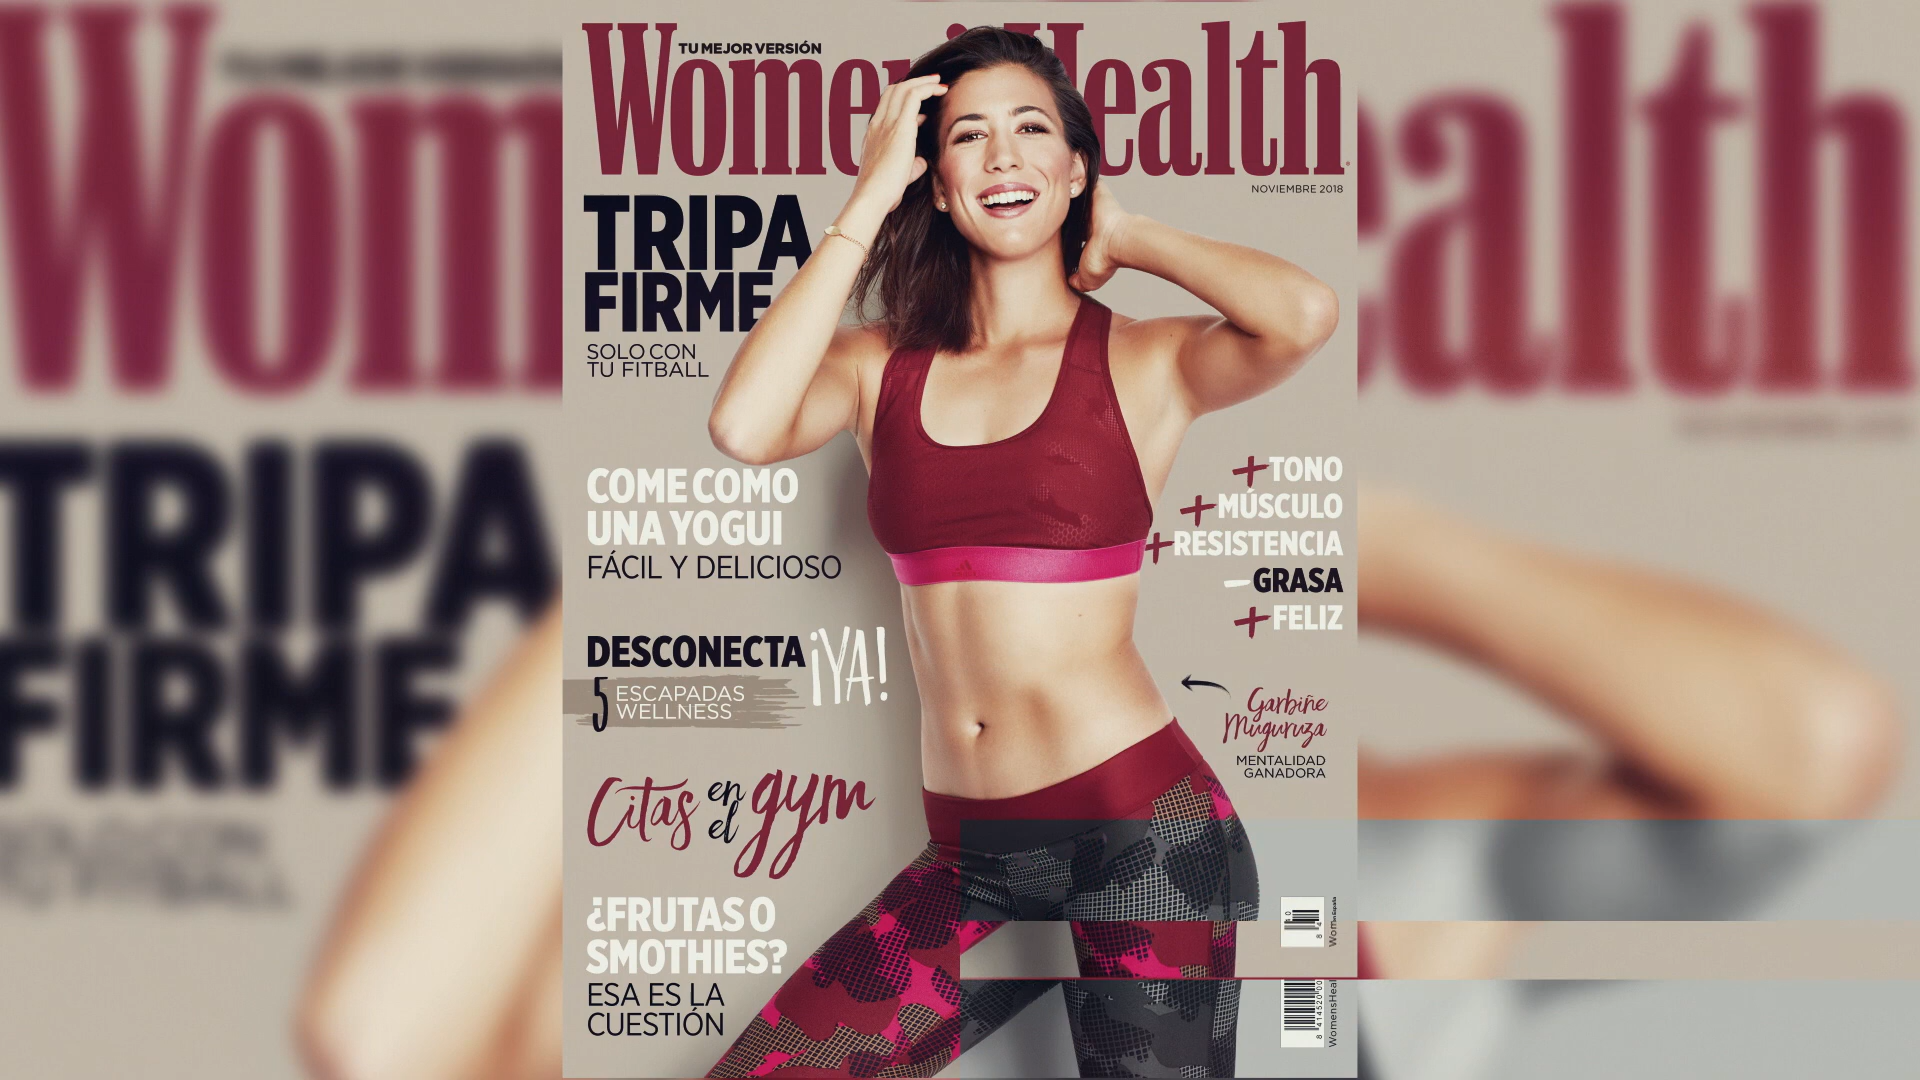 TU MEJOR VERSIÓN
Women's Health
NOVIEMBRE 2018
TRIPA
FIRME
SOLO CON
TU FITBALL
COME COMO
UNA YOGUI
FÁCIL Y DELICIOSO
DESCONECTA ¡YA!
5 ESCAPADAS
WELLNESS
Citas en el gym
¿FRUTAS O
SMOTHIES?
ESA ES LA
CUESTIÓN
+TONO
+MÚSCULO
+RESISTENCIA
-GRASA
+FELIZ
Garbiñe
Muguruza
MENTALIDAD
GANADORA